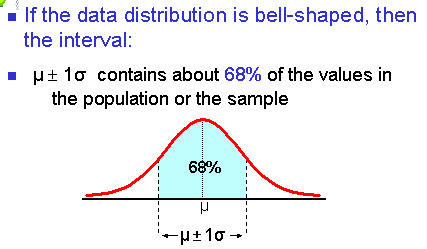 If the data distribution is bell-shaped, then
the interval:
μ ± 1σ contains about 68% of the values in
the population or the sample
68%
μ
μ ± 1σ